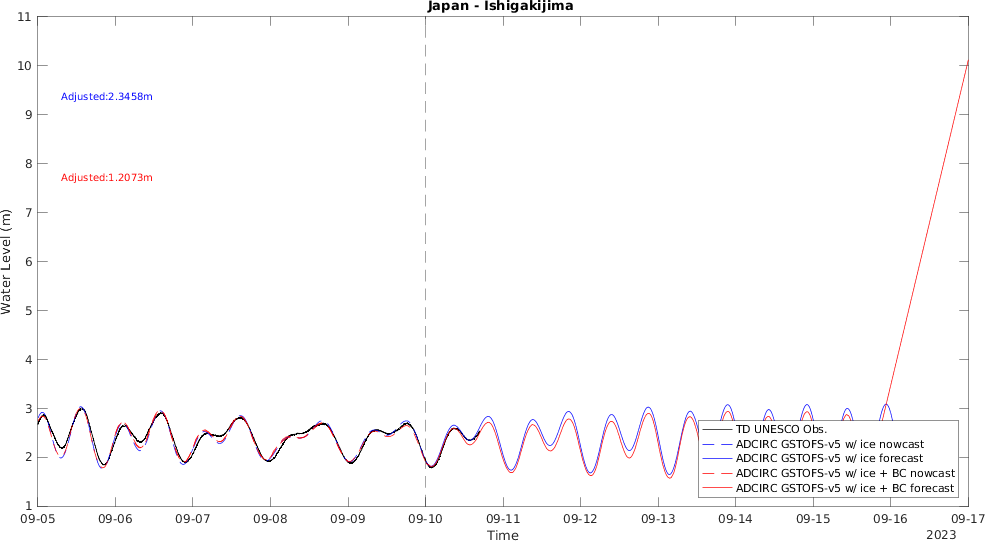 Japan - Ishigakijima
11
10
9
8
7
6
5
4
3
2
1
Water Level (m)
Adjusted:2.3458m
Adjusted:1.2073m
TD UNESCO Obs.
ADCIRC GSTOFS-v5 w/ ice nowcast
ADCIRC GSTOFS-v5 w/ ice forecast
ADCIRC GSTOFS-v5 w/ ice + BC nowcast
ADCIRC GSTOFS-v5 w/ ice + BC forecast
09-05 09-06 09-07 09-08 09-09 09-10 09-11 09-12 09-13 09-14 09-15 09-16 09-17
Time
2023